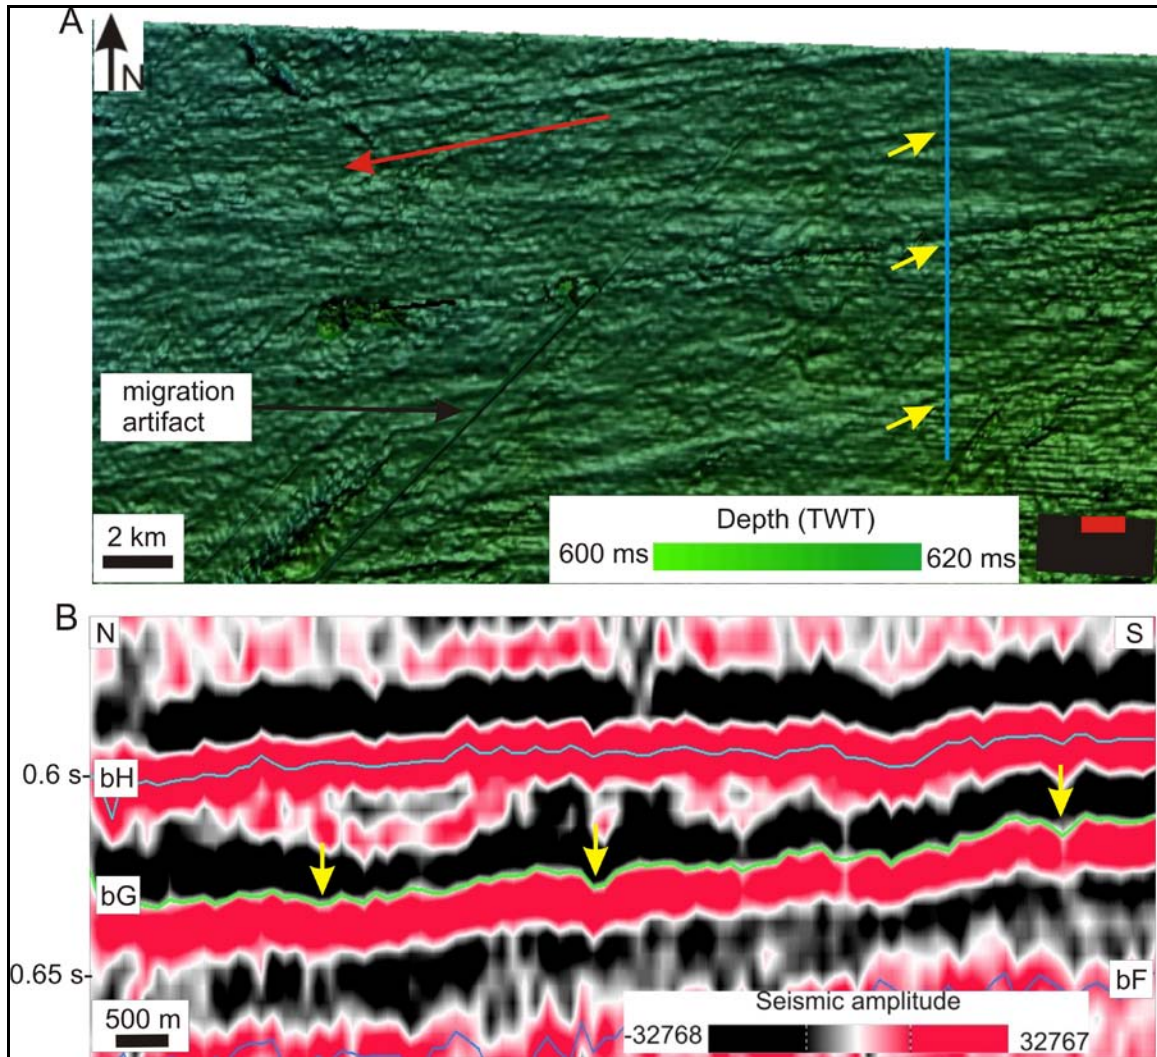 A
N
migration
artifact
2 km
Depth (TWT)
600 ms
620 ms
B
N
S
0.6 s
bH
bG
0.65 s
bF
500 m
Seismic amplitude
-32768
32767